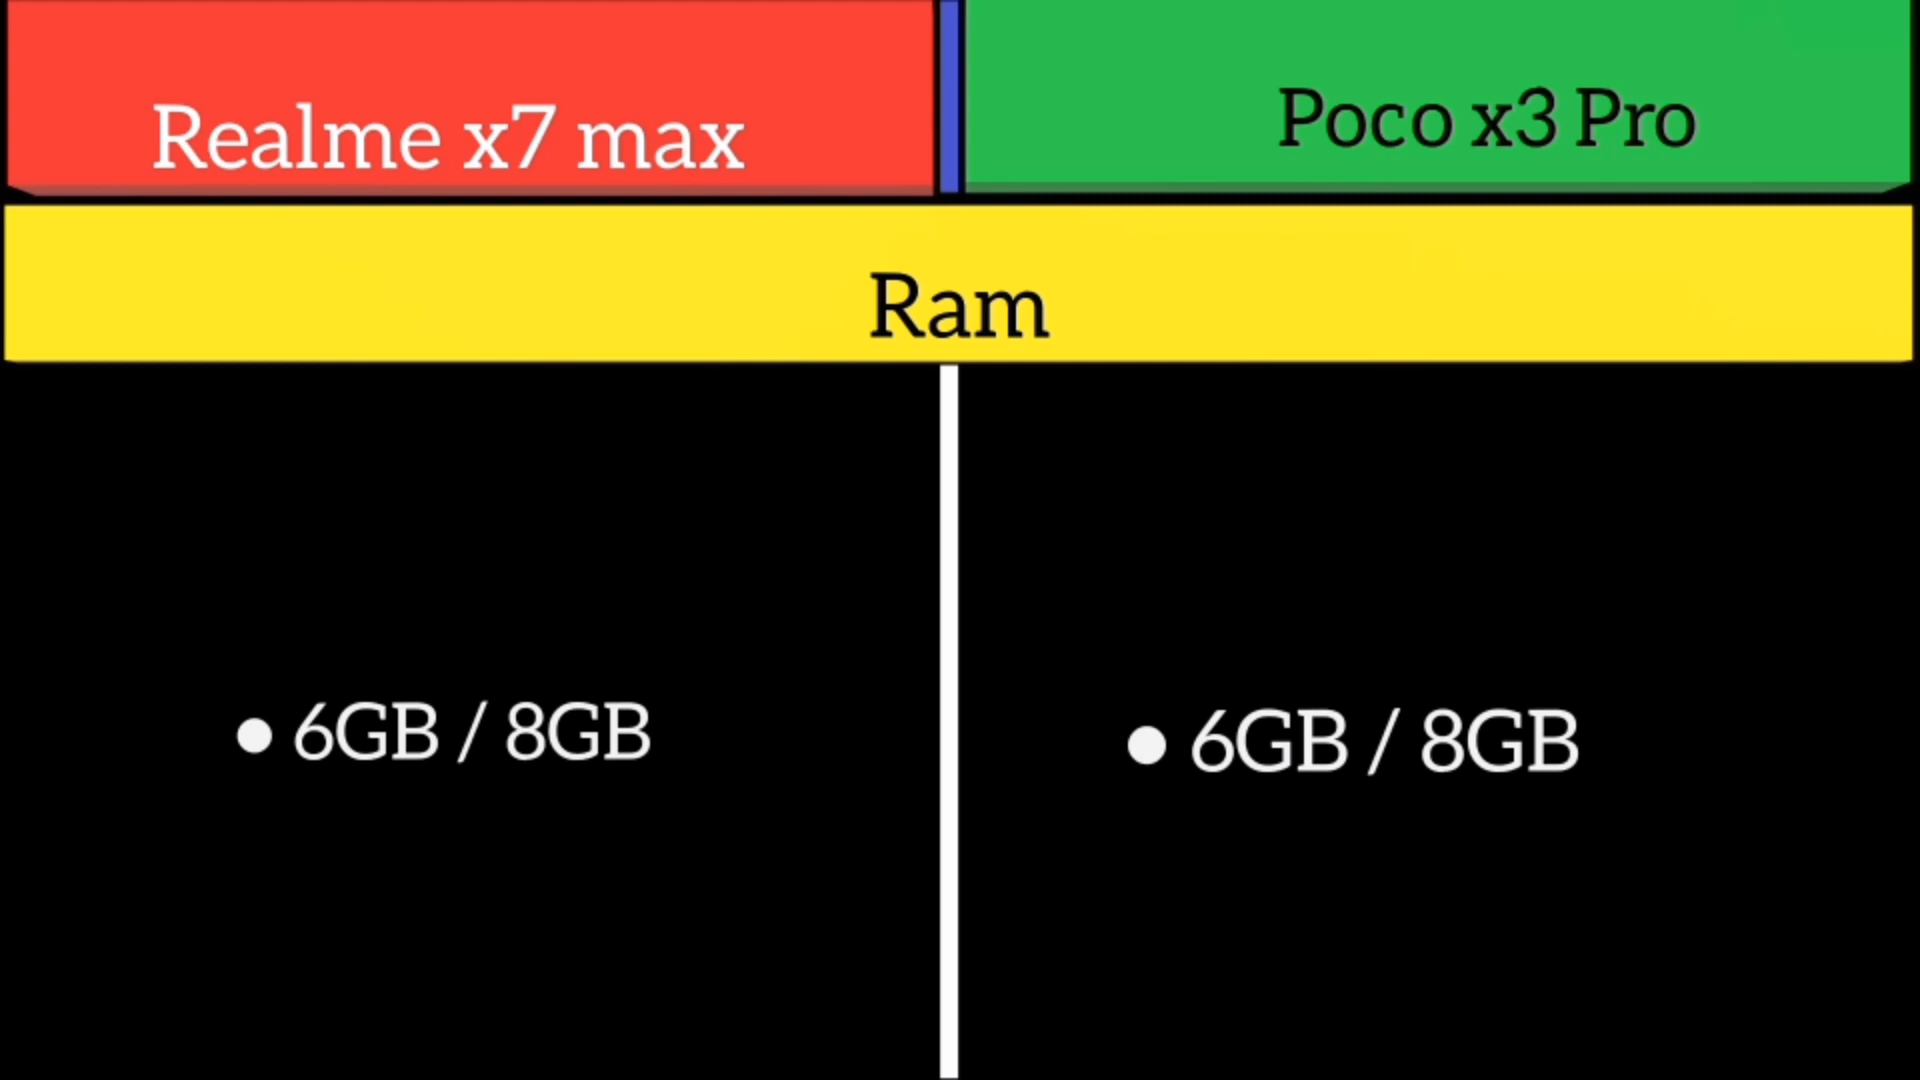 Realme x7 max
Poco x3 Pro
Ram
• 6GB / 8GB
• 6GB / 8GB